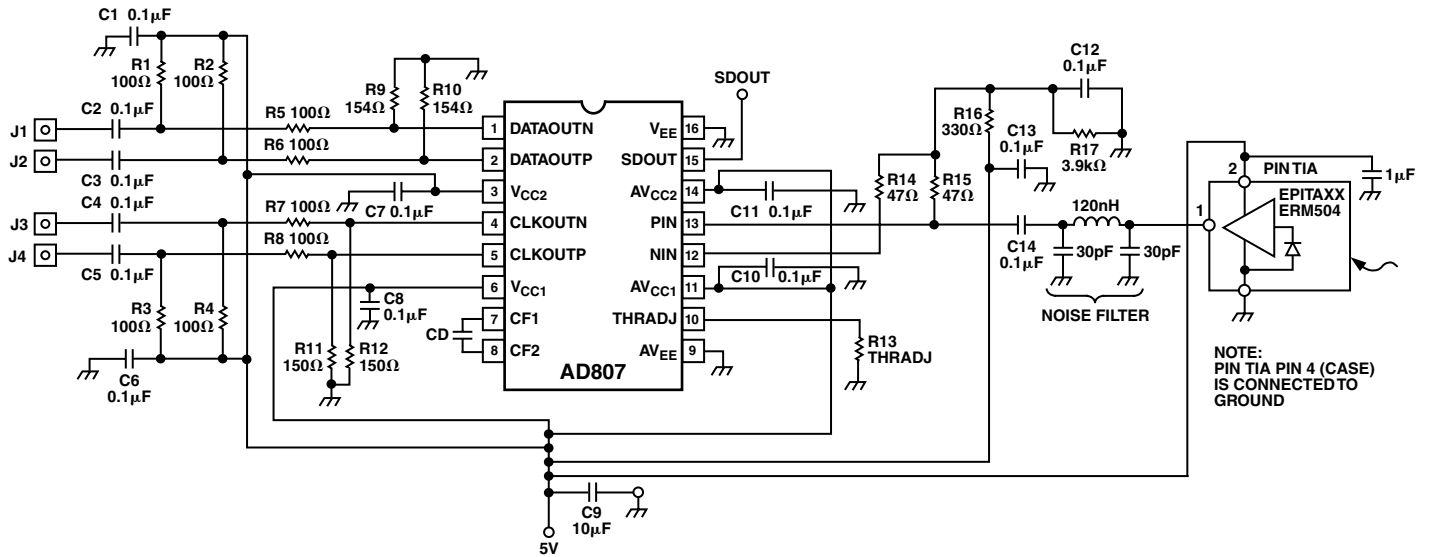 C1 0.1μF
R1
100Ω
R2
100Ω
C2 0.1μF
J1
J2
C3
0.1μF
C4
0.1μF
J3
J4
C5 0.1μF
R3
100Ω
R4
100Ω
C6
0.1μF
R5 100Ω
R6 100Ω
R9
154Ω
R10
154Ω
C7 0.1μF
R7 100Ω
R8 100Ω
C8
0.1μF
CD
R11
150Ω
R12
150Ω
1 DATAOUTN
2 DATAOUTP
3 VCC2
4 CLKOUTN
5 CLKOUTP
6 VCC1
7 CF1
8 CF2
VEE 16
SDOUT 15
AVCC2 14
PIN 13
NIN 12
AVCC1 11
THRADJ 10
AVEE 9
AD807
SDOUT
C11 0.1μF
C10 0.1μF
R13
THRADJ
R14
47Ω
R15
47Ω
R16
330Ω
C13
0.1μF
C12
0.1μF
R17
3.9kΩ
C14
0.1μF
120nH
30pF
30pF
NOISE FILTER
2
PIN TIA
1μF
1
EPITAXX
ERM504
NOTE:
PIN TIA PIN 4 (CASE)
IS CONNECTED TO
GROUND
C9
10μF
5V